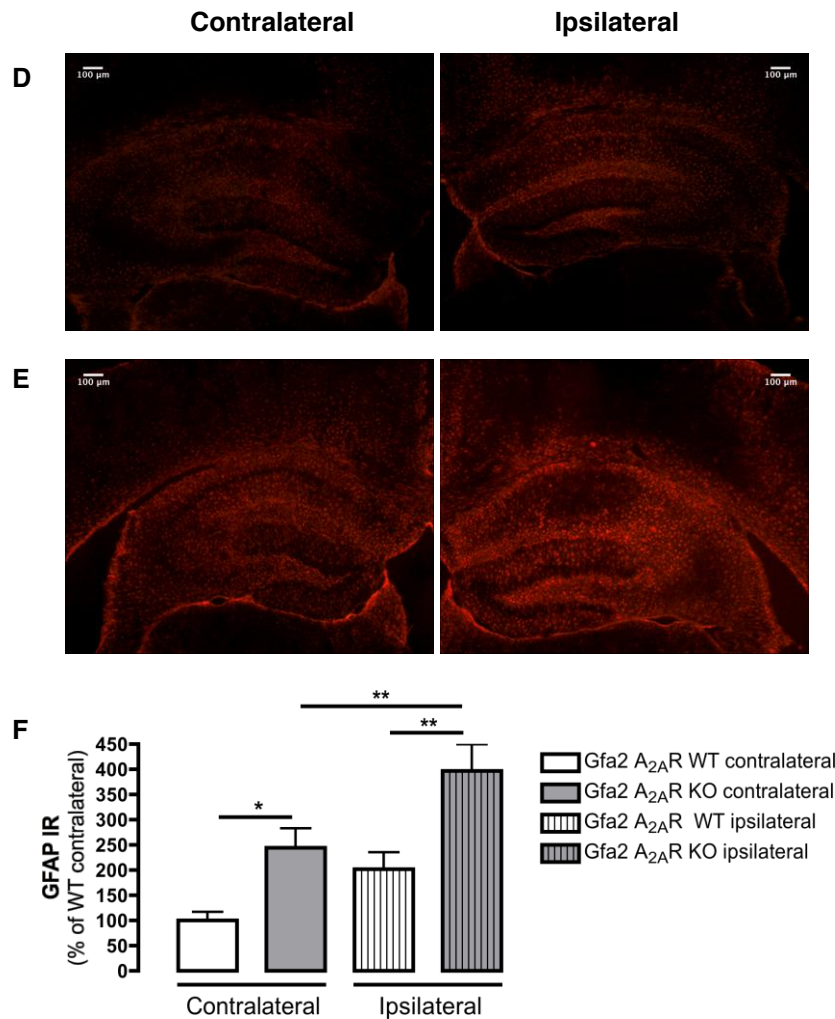 Contralateral Ipsilateral
D
100 µm 100 µm
E
100 µm 100 µm
F
GFAP IR
(% of WT contralateral)
450
400
350
300
250
200
150
100
50
0
*
**
**
Contralateral Ipsilateral
Gfa2 A2AR WT contralateral
Gfa2 A2AR KO contralateral
Gfa2 A2AR WT ipsilateral
Gfa2 A2AR KO ipsilateral